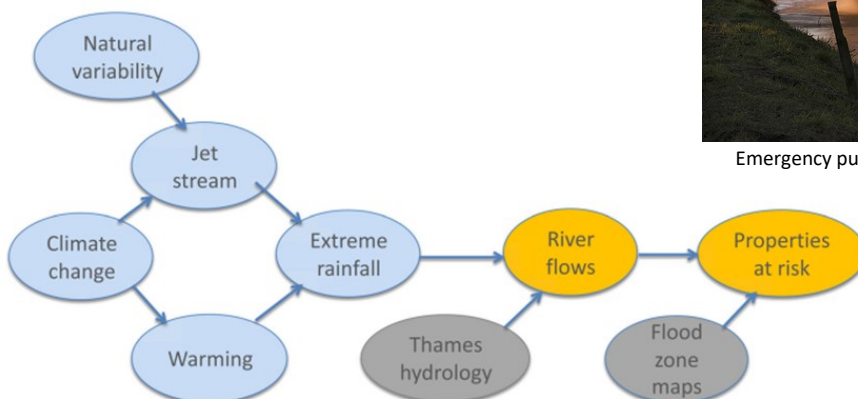 Natural
variability
Jet
stream
Emergency pu
Climate
change
Extreme
rainfall
River
flows
Properties
at risk
Warming
Thames
hydrology
Flood
zone
maps